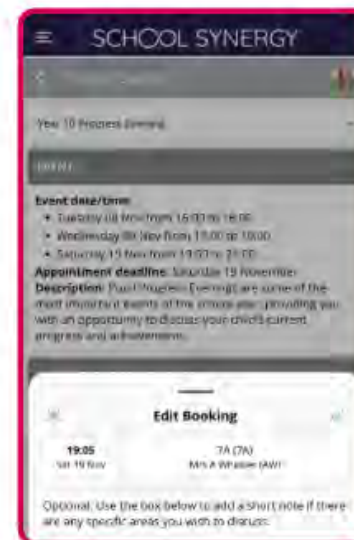 SCHOOL SYNERGY
Year 10 Progress Evening
EVENT
Event date/time:
• Tuesday 08 Nov from 16:00 to 18:00
• Wednesday 09 Nov from 17:00 to 19:00
• Saturday 19 Nov from 19:00 to 21:00
Appointment deadline: Saturday 19 November
Description: Pupil Progress Evenings are some of the
most important events of the school year, providing you
with an opportunity to discuss your child's current
progress and achievements.
Edit Booking
19:05 7A (7A)
Sat 19 Nov Mrs A Whatley (AW)
Optional: Use the box below to add a short note if there
are any specific areas you wish to discuss.